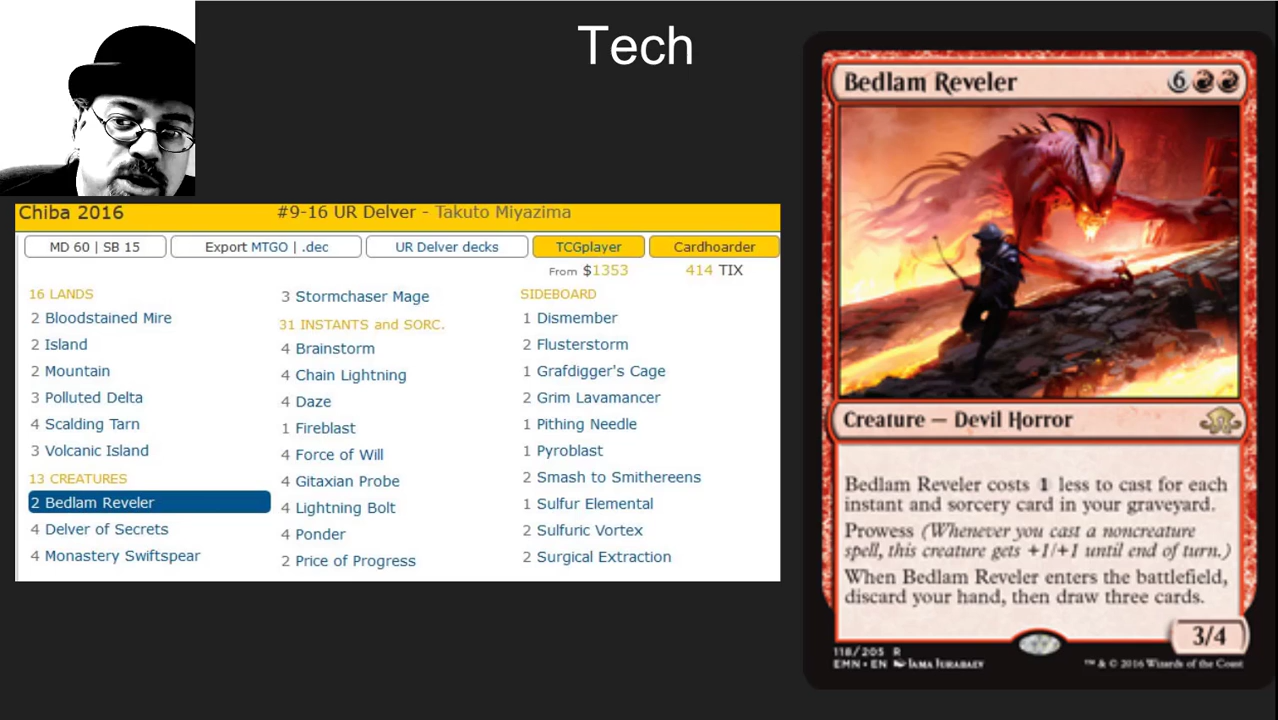 Tech
Chiba 2016
#9-16 UR Delver - Takuto Miyazima
MD 60 | SB 15
Export MTGO | .dec
UR Delver decks
TCGplayer
Cardhoarder
From $1353
414 TIX
16 LANDS
2 Bloodstained Mire
2 Island
2 Mountain
3 Polluted Delta
4 Scalding Tarn
3 Volcanic Island
13 CREATURES
2 Bedlam Reveler
4 Delver of Secrets
4 Monastery Swiftspear
3 Stormchaser Mage
31 INSTANTS and SORC.
4 Brainstorm
4 Chain Lightning
4 Daze
1 Fireblast
4 Force of Will
4 Gitaxian Probe
4 Lightning Bolt
4 Ponder
2 Price of Progress
SIDEBOARD
1 Dismember
2 Flusterstorm
1 Grafdigger's Cage
2 Grim Lavamancer
1 Pithing Needle
1 Pyroblast
2 Smash to Smithereens
1 Sulfur Elemental
2 Sulfuric Vortex
2 Surgical Extraction
Bedlam Reveler
6
Creature — Devil Horror
Bedlam Reveler costs 1 less to cast for each
instant and sorcery card in your graveyard.
Prowess (Whenever you cast a noncreature
spell, this creature gets +1/+1 until end of turn.)
When Bedlam Reveler enters the battlefield,
discard your hand, then draw three cards.
3/4
118/205 R
EMN • EN
™ & © 2016 Wizards of the Coast